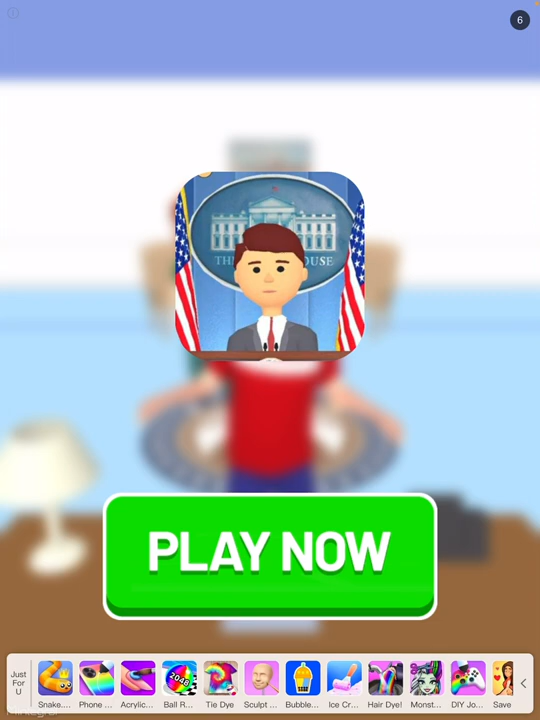 6
TH OUSE
PLAY NOW
Just
For
U
Snake....
Phone ...
Acrylic...
2048
Ball R...
Tie Dye
Sculpt ...
Bubble...
Ice Cr...
Hair Dye!
Monst...
DIY Jo...
Save